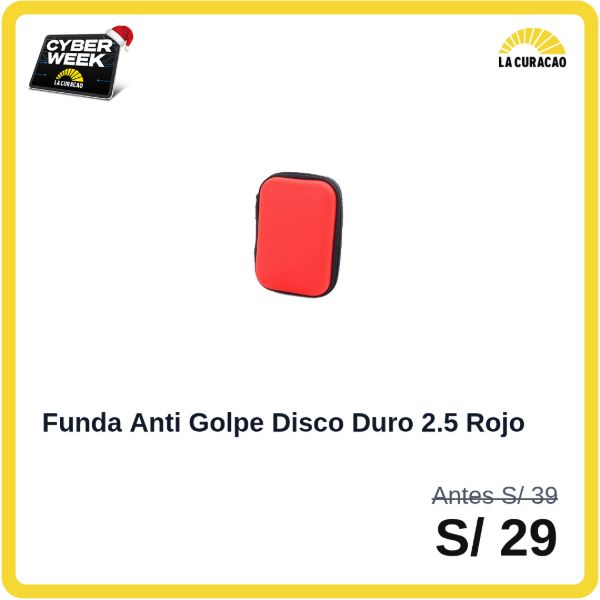 CYBER
WEEK
LA CURACAO
LA CURACAO
Funda Anti Golpe Disco Duro 2.5 Rojo
Antes S/ 39
S/ 29